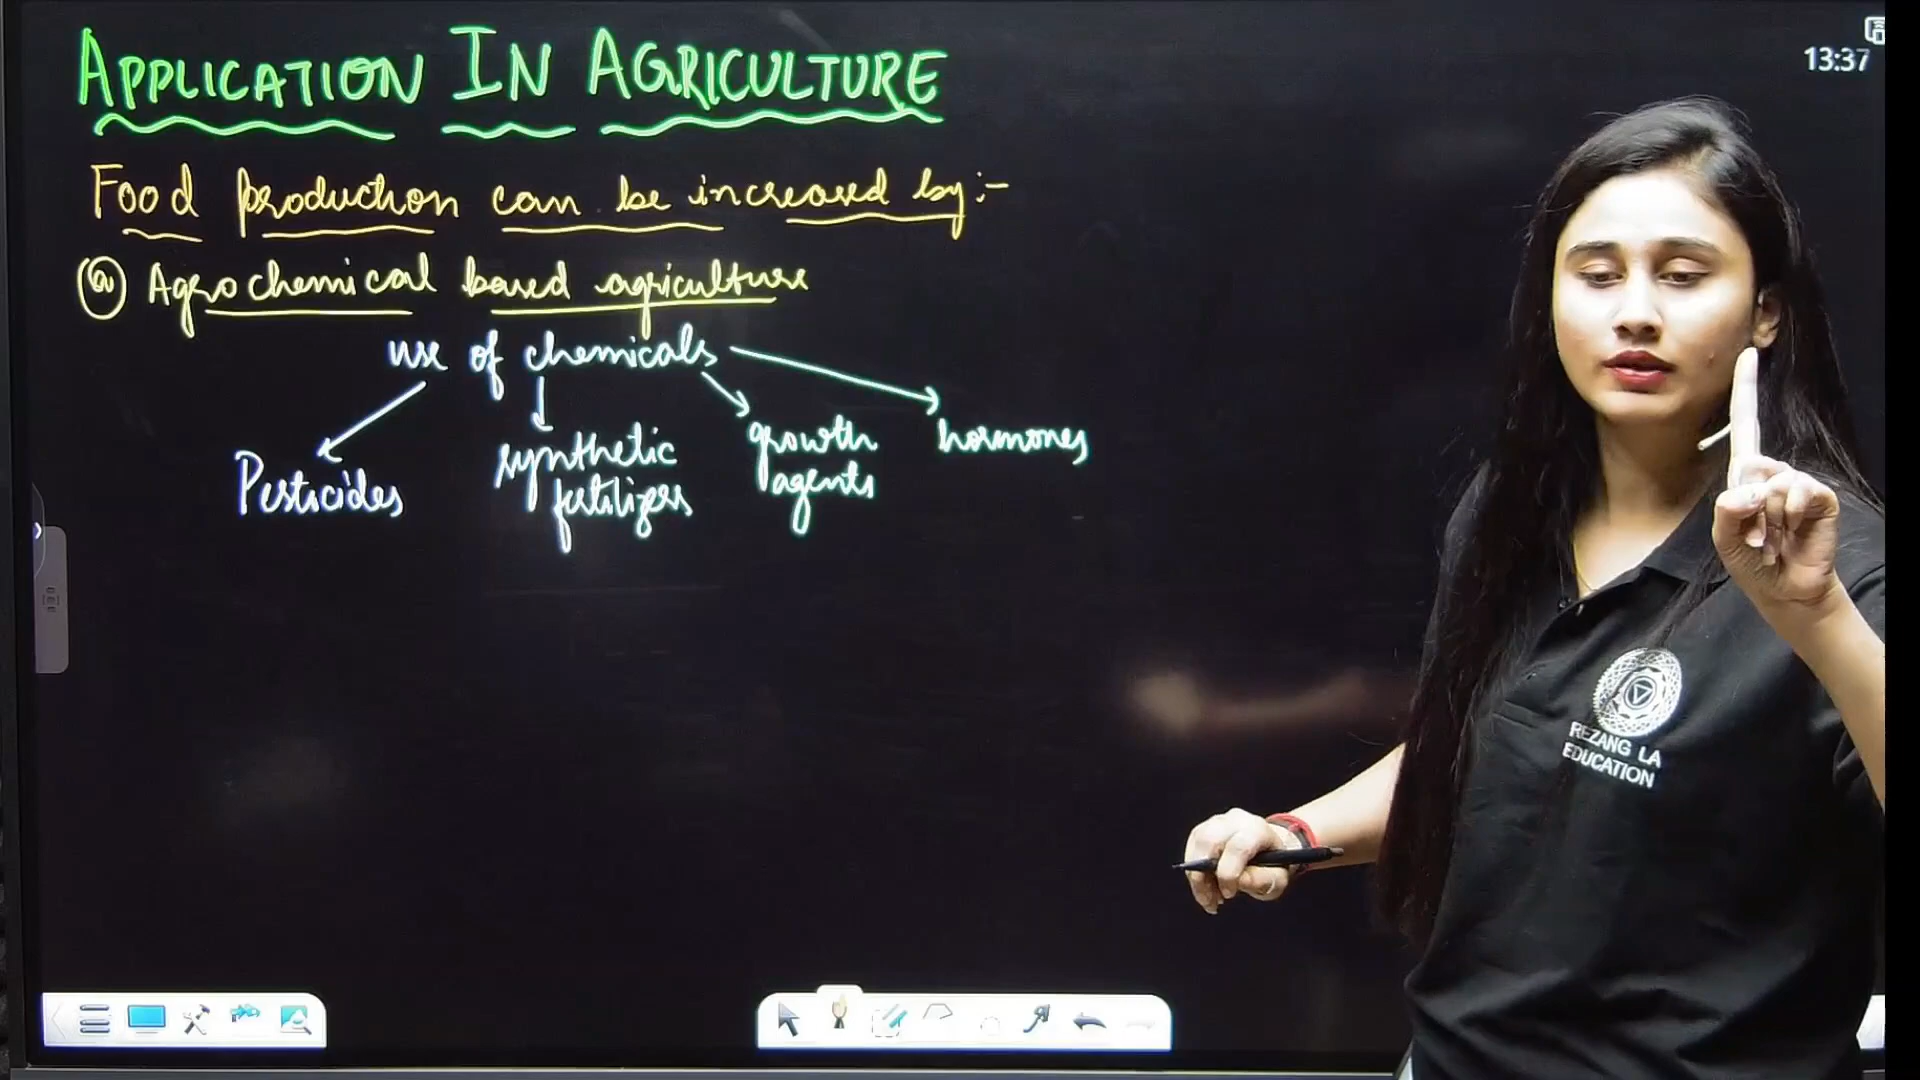 APPLICATION IN AGRICULTURE
13:37
Food production can be increased by:-
(a) Agrochemical based agriculture
use of chemicals
Pesticides
synthetic
fertilizers
growth
agents
hormones
REZANG LA
EDUCATION